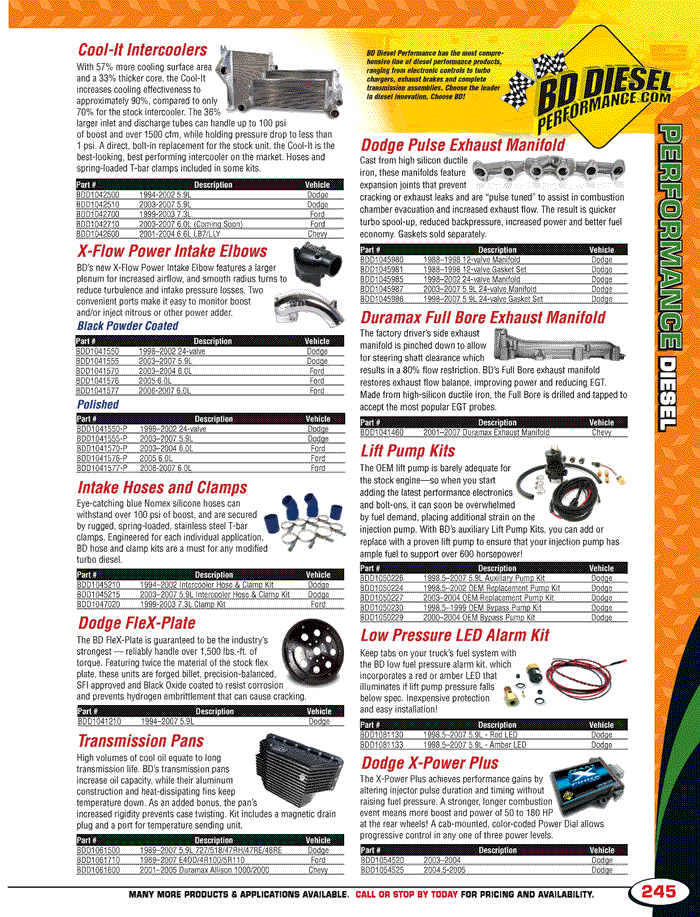 Cool-It Intercoolers
With 57% more cooling surface area
and a 33% thicker core, the Cool-It
increases cooling effectiveness to
approximately 90%, compared to only
70% for the stock intercooler. The 36%
larger inlet and discharge tubes can handle up to 100 psi
of boost and over 1500 cfm, while holding pressure drop to less than
1 psi. A direct, bolt-in replacement for the stock unit, the Cool-It is the
best-looking, best performing intercooler on the market. Hoses and
spring-loaded T-bar clamps included in some kits.
Part # Description Vehicle
BDD1042500 1994-2002 5.9L Dodge
BDD1042510 2003-2007 5.9L Dodge
BDD1042700 1999-2003 7.3L Ford
BDD1042710 2003-2007 6.0L (Coming Soon) Ford
BDD1042600 2001-2004 6.6L LB7/LLY Chevy
X-Flow Power Intake Elbows
BD's new X-Flow Power Intake Elbow features a larger
plenum for increased airflow, and smooth radius turns to
reduce turbulence and intake pressure losses. Two
convenient ports make it easy to monitor boost
and/or inject nitrous or other power adder.
Black Powder Coated
Part # Description Vehicle
BDD1041550 1998–2002 24-valve Dodge
BDD1041555 2003–2007 5.9L Dodge
BDD1041570 2003–2004 6.0L Ford
BDD1041576 2005 6.0L Ford
BDD1041577 2006-2007 6.0L Ford
Polished
Part # Description Vehicle
BDD1041550-P 1998–2002 24-valve Dodge
BDD1041555-P 2003–2007 5.9L Dodge
BDD1041570-P 2003–2004 6.0L Ford
BDD1041576-P 2005 6.0L Ford
BDD1041577-P 2006-2007 6.0L Ford
Intake Hoses and Clamps
Eye-catching blue Nomex silicone hoses can
withstand over 100 psi of boost, and are secured
by rugged, spring-loaded, stainless steel T-bar
clamps. Engineered for each individual application,
BD hose and clamp kits are a must for any modified
turbo diesel.
Part # Description Vehicle
BDD1045210 1994–2002 Intercooler Hose & Clamp Kit Dodge
BDD1045215 2003–2007 5.9L Intercooler Hose & Clamp Kit Dodge
BDD1047020 1999-2003 7.3L Clamp Kit Ford
Dodge FleX-Plate
The BD FleX-Plate is guaranteed to be the industry's
strongest — reliably handle over 1,500 lbs.-ft. of
torque. Featuring twice the material of the stock flex
plate, these units are forged billet, precision-balanced,
SFI approved and Black Oxide coated to resist corrosion
and prevents hydrogen embrittlement that can cause cracking.
Part # Description Vehicle
BDD1041210 1994–2007 5.9L Dodge
Transmission Pans
High volumes of cool oil equate to long
transmission life. BD's transmission pans
increase oil capacity, while their aluminum
construction and heat-dissipating fins keep
temperature down. As an added bonus, the pan's
increased rigidity prevents case twisting. Kit includes a magnetic drain
plug and a port for temperature sending unit.
Part # Description Vehicle
BDD1061500 1989–2007 5.9L 727/518/47RH/47RE/48RE Dodge
BDD1061710 1989–2007 E40D/4R100/5R110 Ford
BDD1061600 2001–2005 Duramax Allison 1000/2000 Chevy
BD Diesel Performance has the most compre-
hensive line of diesel performance products,
ranging from electronic controls to turbo
chargers, exhaust brakes and complete
transmission assemblies. Choose the leader
in diesel innovation. Choose BD!
BD DIESEL
PERFORMANCE.COM
Dodge Pulse Exhaust Manifold
Cast from high silicon ductile
iron, these manifolds feature
expansion joints that prevent
cracking or exhaust leaks and are "pulse tuned" to assist in combustion
chamber evacuation and increased exhaust flow. The result is quicker
turbo spool-up, reduced backpressure, increased power and better fuel
economy. Gaskets sold separately.
Part # Description Vehicle
BDD1045980 1988–1998 12-valve Manifold Dodge
BDD1045981 1988–1998 12-valve Gasket Set Dodge
BDD1045985 1998–2002 24-valve Manifold Dodge
BDD1045987 2003–2007 5.9L 24-valve Manifold Dodge
BDD1045986 1998–2007 5.9L 24-valve Gasket Set Dodge
Duramax Full Bore Exhaust Manifold
The factory driver's side exhaust
manifold is pinched down to allow
for steering shaft clearance which
results in a 80% flow restriction. BD's Full Bore exhaust manifold
restores exhaust flow balance, improving power and reducing EGT.
Made from high-silicon ductile iron, the Full Bore is drilled and tapped to
accept the most popular EGT probes.
Part # Description Vehicle
BDD1041460 2001–2007 Duramax Exhaust Manifold Chevy
Lift Pump Kits
The OEM lift pump is barely adequate for
the stock engine—so when you start
adding the latest performance electronics
and bolt-ons, it can soon be overwhelmed
by fuel demand, placing additional strain on the
injection pump. With BD's auxiliary Lift Pump Kits, you can add or
replace with a proven lift pump to ensure that your injection pump has
ample fuel to support over 600 horsepower!
Part # Description Vehicle
BDD1050226 1998.5–2007 5.9L Auxiliary Pump Kit Dodge
BDD1050224 1998.5–2002 OEM Replacement Pump Kit Dodge
BDD1050227 2003–2004 OEM Replacement Pump Kit Dodge
BDD1050230 1998.5–1999 OEM Bypass Pump Kit Dodge
BDD1050229 2000–2004 OEM Bypass Pump Kit Dodge
Low Pressure LED Alarm Kit
Keep tabs on your truck's fuel system with
the BD low fuel pressure alarm kit, which
incorporates a red or amber LED that
illuminates if lift pump pressure falls
below spec. Inexpensive protection
and easy installation!
Part # Description Vehicle
BDD1081130 1998.5–2007 5.9L - Red LED Dodge
BDD1081133 1998.5–2007 5.9L - Amber LED Dodge
Dodge X-Power Plus
The X-Power Plus achieves performance gains by
altering injector pulse duration and timing without
raising fuel pressure. A stronger, longer combustion
event means more boost and power of 50 to 180 HP
at the rear wheels! A cab-mounted, color-coded Power Dial allows
progressive control in any one of three power levels.
Part # Description Vehicle
BDD1054520 2003–2004 Dodge
BDD1054525 2004.5-2005 Dodge
PERFORMANCE DIESEL
MANY MORE PRODUCTS & APPLICATIONS AVAILABLE. CALL OR STOP BY TODAY FOR PRICING AND AVAILABILITY.
245